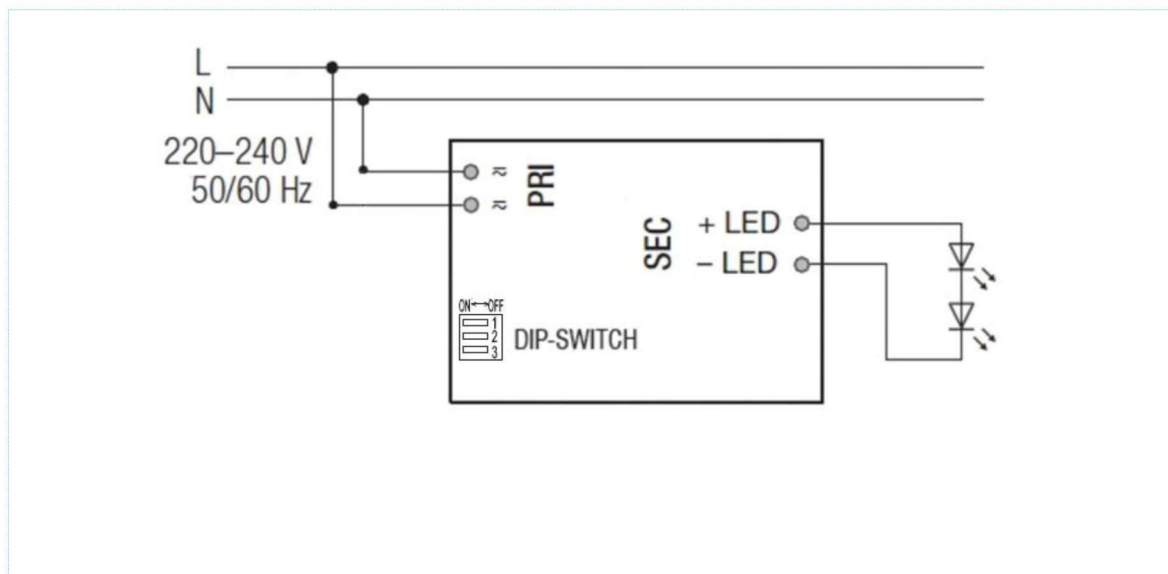 L
N
220–240 V
50/60 Hz
≂ PRI
≂
SEC
+ LED
– LED
ON↔OFF
1
2
3
DIP-SWITCH